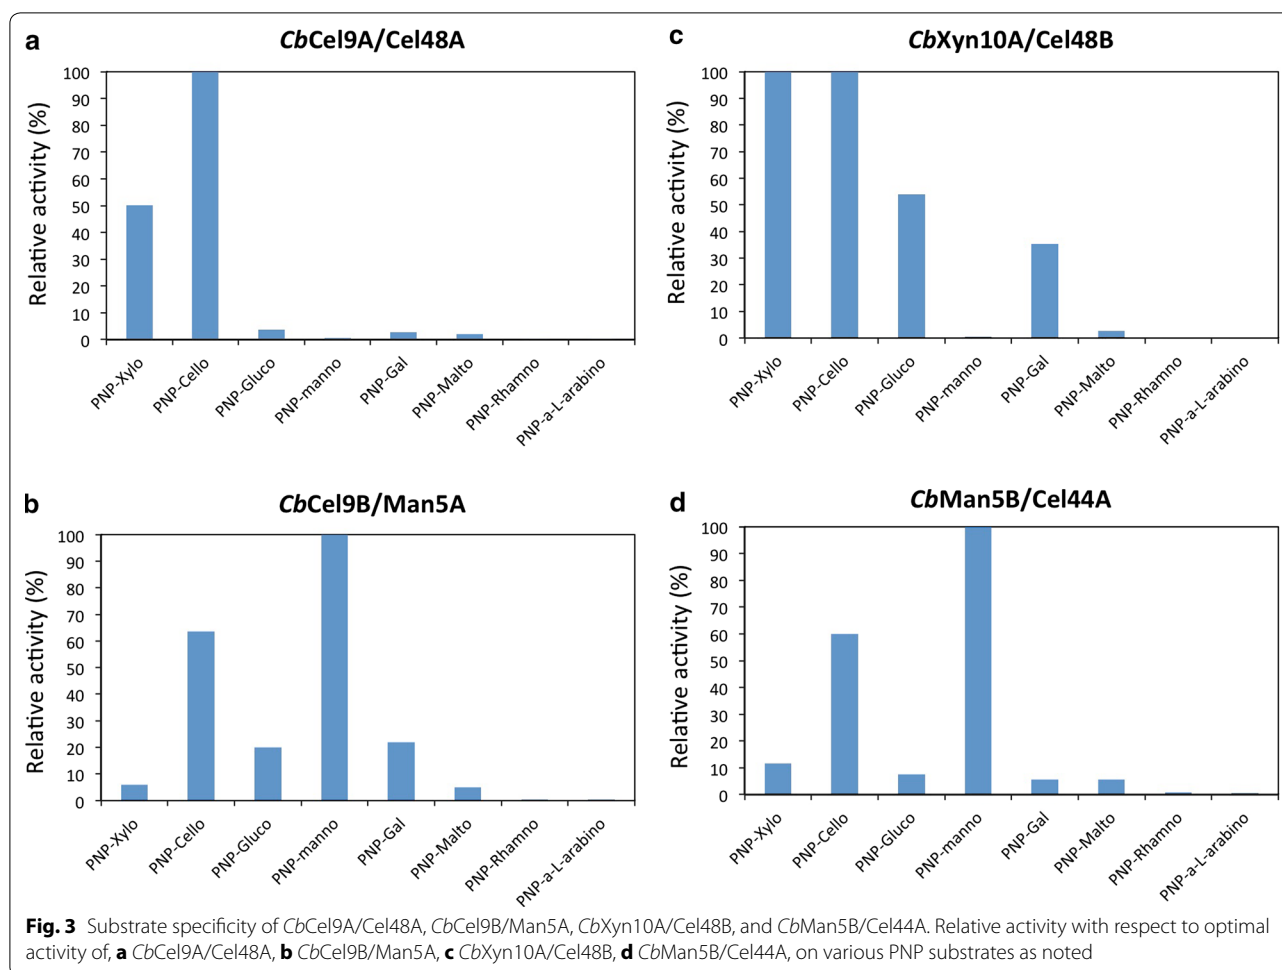 a
CbCel9A/Cel48A
Relative activity (%)
100
90
80
70
60
50
40
30
20
10
0
PNP-Xylo
PNP-Cello
PNP-Gluco
PNP-manno
PNP-Gal
PNP-Malto
PNP-Rhamno
PNP-a-L-arabino
c
CbXyn10A/Cel48B
Relative activity (%)
100
90
80
70
60
50
40
30
20
10
0
PNP-Xylo
PNP-Cello
PNP-Gluco
PNP-manno
PNP-Gal
PNP-Malto
PNP-Rhamno
PNP-a-L-arabino
b
CbCel9B/Man5A
Relative activity (%)
100
90
80
70
60
50
40
30
20
10
0
PNP-Xylo
PNP-Cello
PNP-Gluco
PNP-manno
PNP-Gal
PNP-Malto
PNP-Rhamno
PNP-a-L-arabino
d
CbMan5B/Cel44A
Relative activity (%)
100
90
80
70
60
50
40
30
20
10
0
PNP-Xylo
PNP-Cello
PNP-Gluco
PNP-manno
PNP-Gal
PNP-Malto
PNP-Rhamno
PNP-a-L-arabino
Fig. 3 Substrate specificity of CbCel9A/Cel48A, CbCel9B/Man5A, CbXyn10A/Cel48B, and CbMan5B/Cel44A. Relative activity with respect to optimal
activity of, a CbCel9A/Cel48A, b CbCel9B/Man5A, c CbXyn10A/Cel48B, d CbMan5B/Cel44A, on various PNP substrates as noted